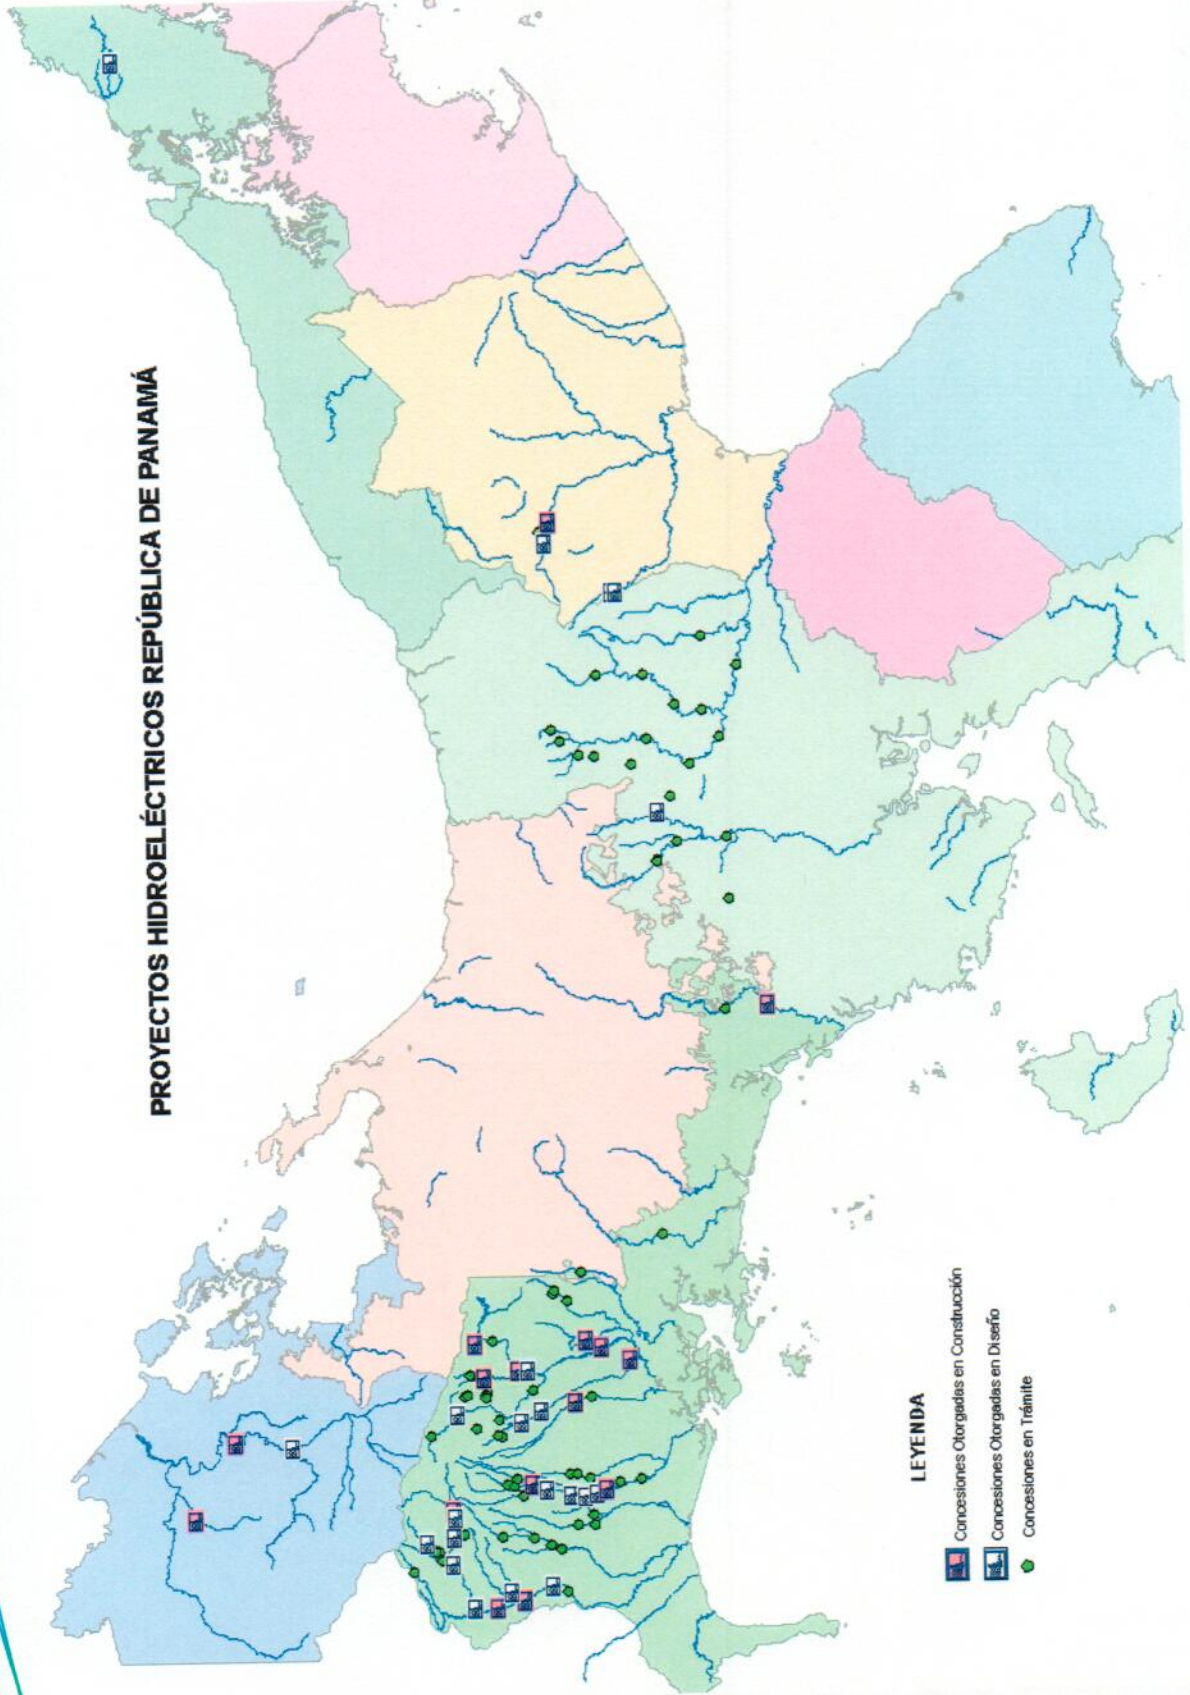 PROYECTOS HIDROELÉCTRICOS REPÚBLICA DE PANAMÁ
LEYENDA
Concesiones Otorgadas en Construcción
Concesiones Otorgadas en Diseño
Concesiones en Trámite